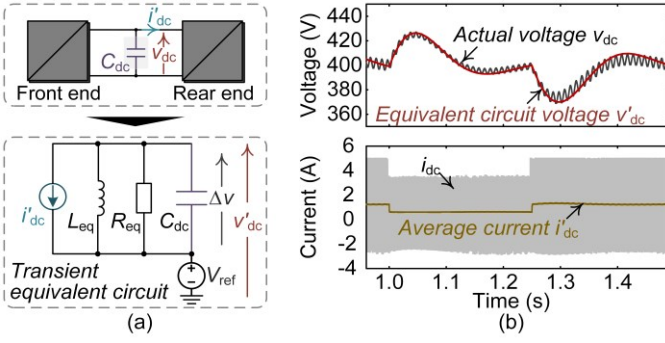 i'dc
Cdc
vdc
Front end
Rear end
i'dc
Leq
Req
Cdc
Δv
v'dc
Vref
Transient
equivalent circuit
(a)
Voltage (V)
440
420
400
380
360
Actual voltage vdc
Equivalent circuit voltage v'dc
Current (A)
6
4
2
0
-2
-4
idc
Average current i'dc
1.0 1.1 1.2 1.3 1.4
Time (s)
(b)